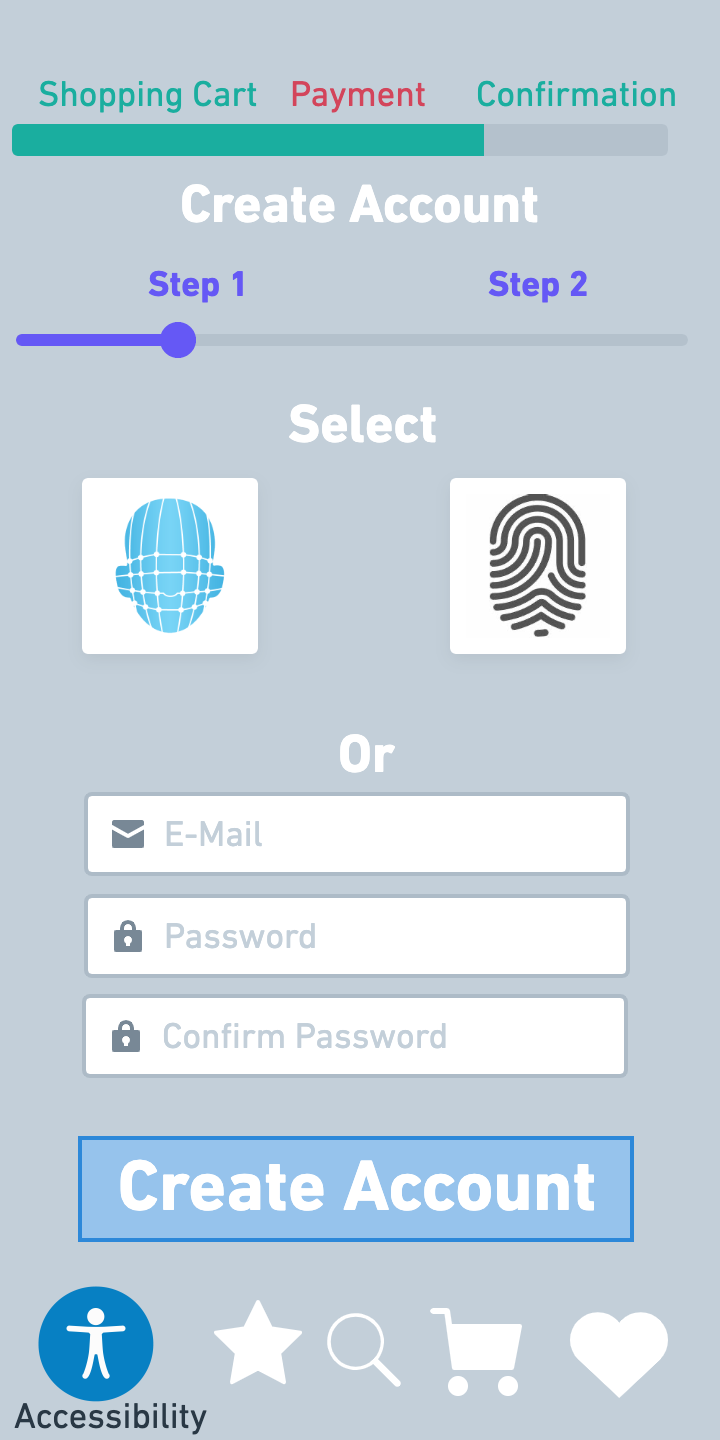 Shopping Cart Payment Confirmation
Create Account
Step 1 Step 2
Select
Or
E-Mail
Password
Confirm Password
Create Account
Accessibility